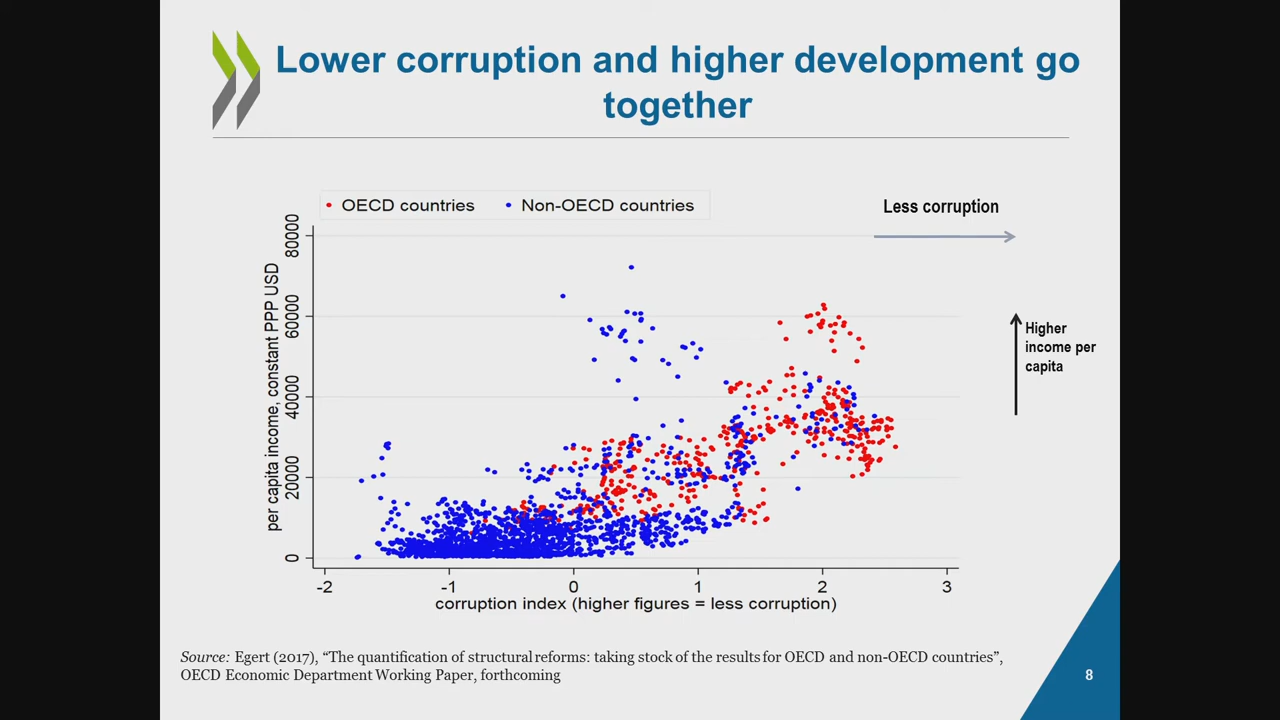 Lower corruption and higher development go
together
OECD countries
Non-OECD countries
Less corruption
Higher
income per
capita
per capita income, constant PPP USD
80000
60000
40000
20000
0
-2
-1
0
1
2
3
corruption index (higher figures = less corruption)
Source: Egert (2017), “The quantification of structural reforms: taking stock of the results for OECD and non-OECD countries”,
OECD Economic Department Working Paper, forthcoming
8